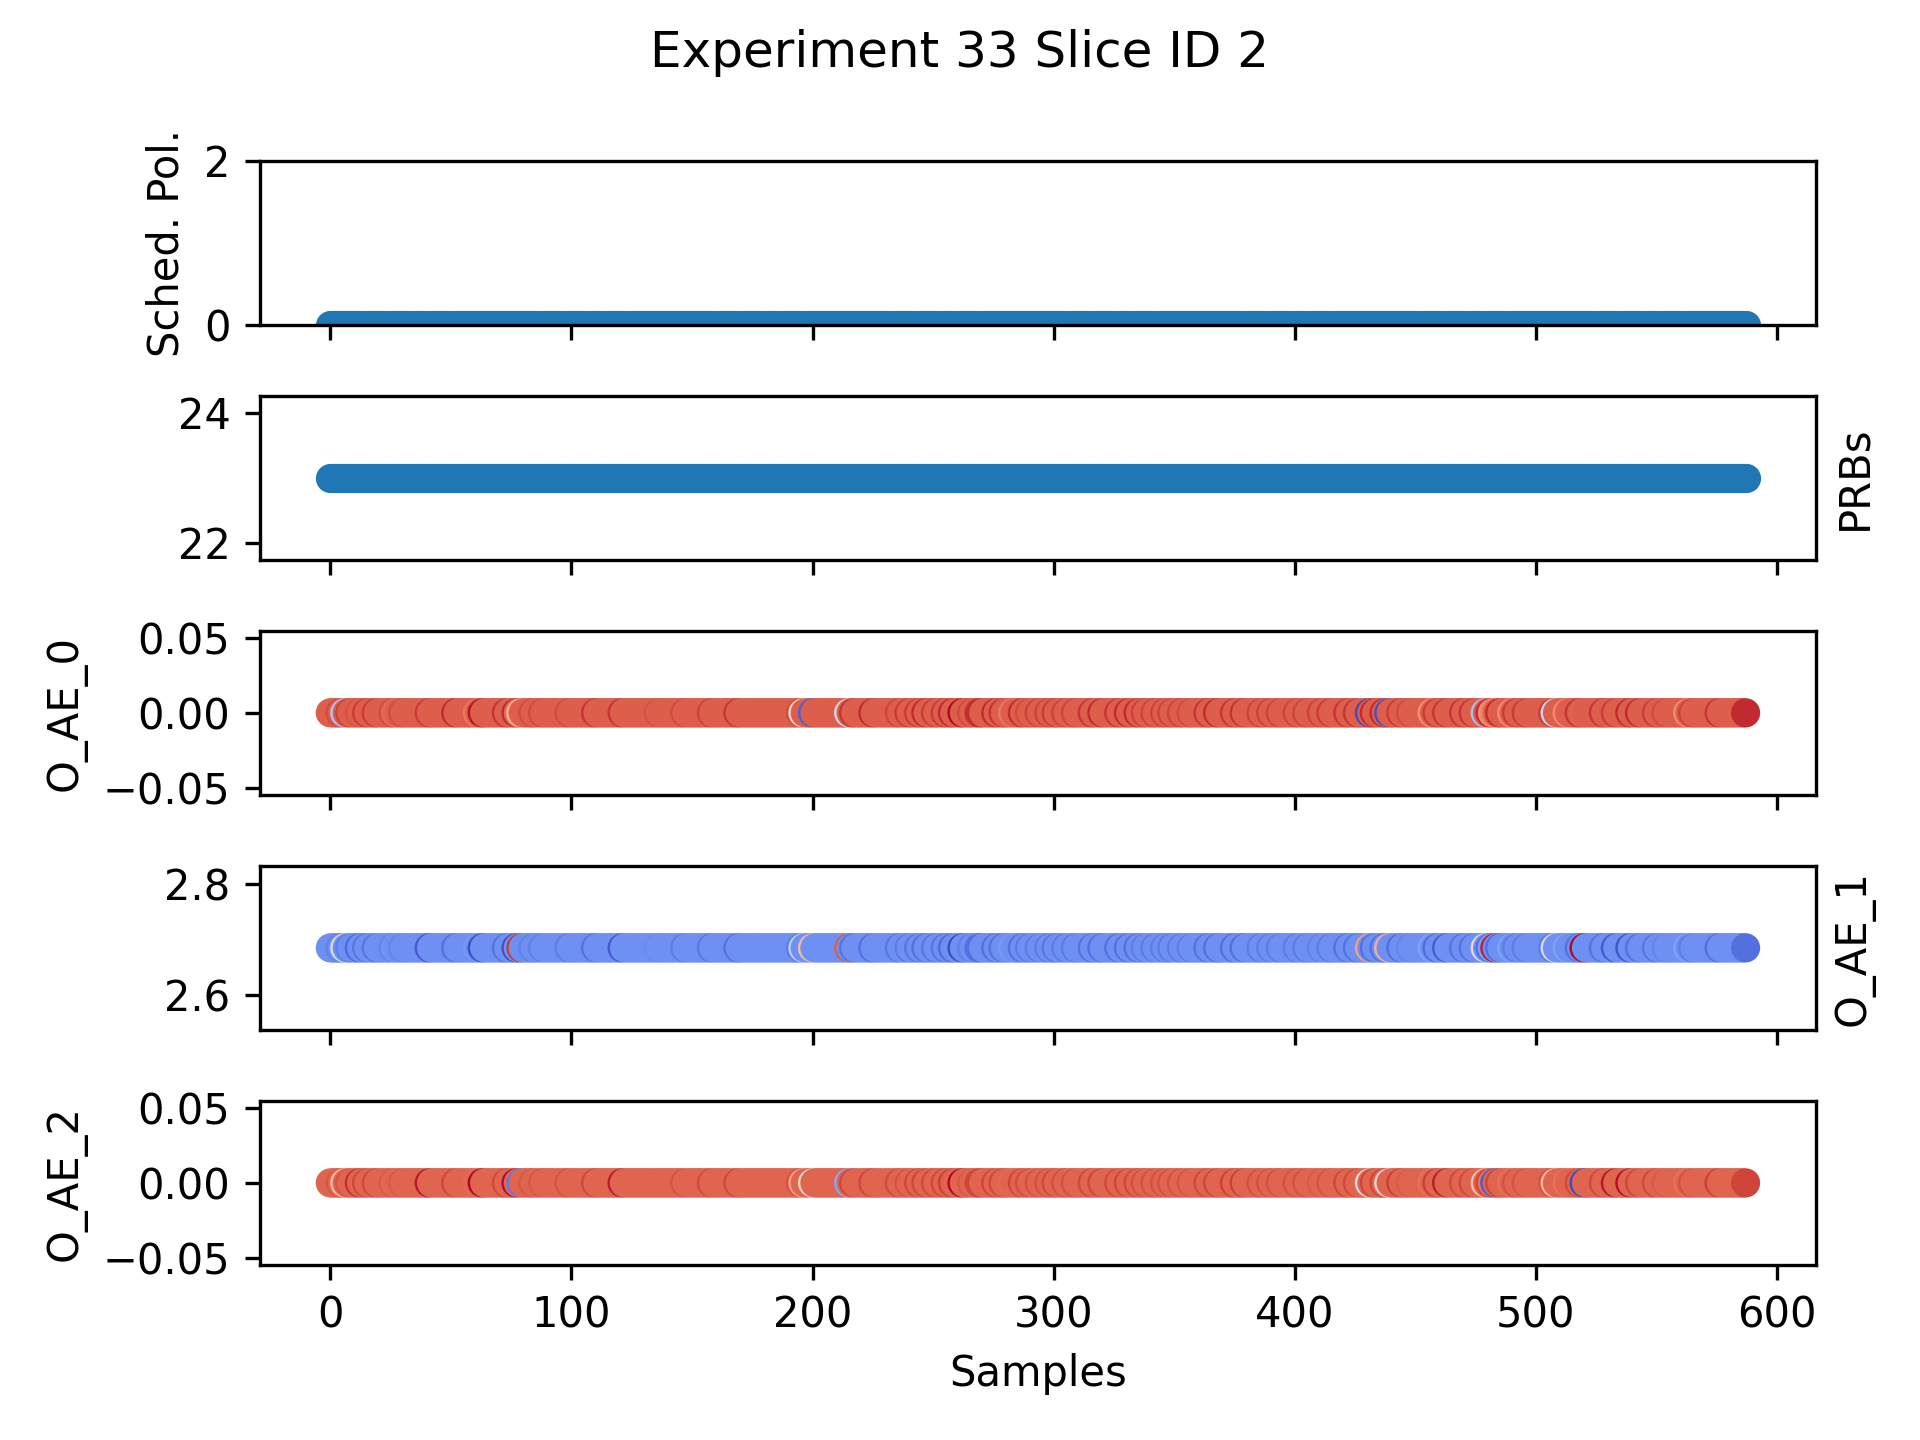 Experiment 33 Slice ID 2
Sched. Pol.
2
0
24
22
PRBs
O_AE_0
0.05
0.00
−0.05
2.8
2.6
O_AE_1
O_AE_2
0.05
0.00
−0.05
0 100 200 300 400 500 600
Samples